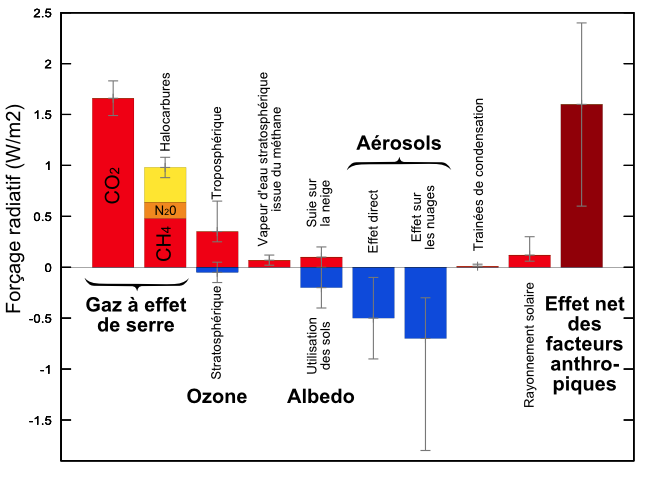 Forçage radiatif (W/m2)
2.5
2
1.5
1
0.5
0
-0.5
-1
-1.5
CO2
Halocarbures
N20
CH4
Gaz à effet
de serre
Troposphérique
Stratosphérique
Ozone
Vapeur d'eau stratosphérique
issue du méthane
Suie sur
la neige
Utilisation
des sols
Albedo
Aérosols
Effet direct
Effet sur
les nuages
Trainées de condensation
Rayonnement solaire
Effet net
des
facteurs
anthro-
piques